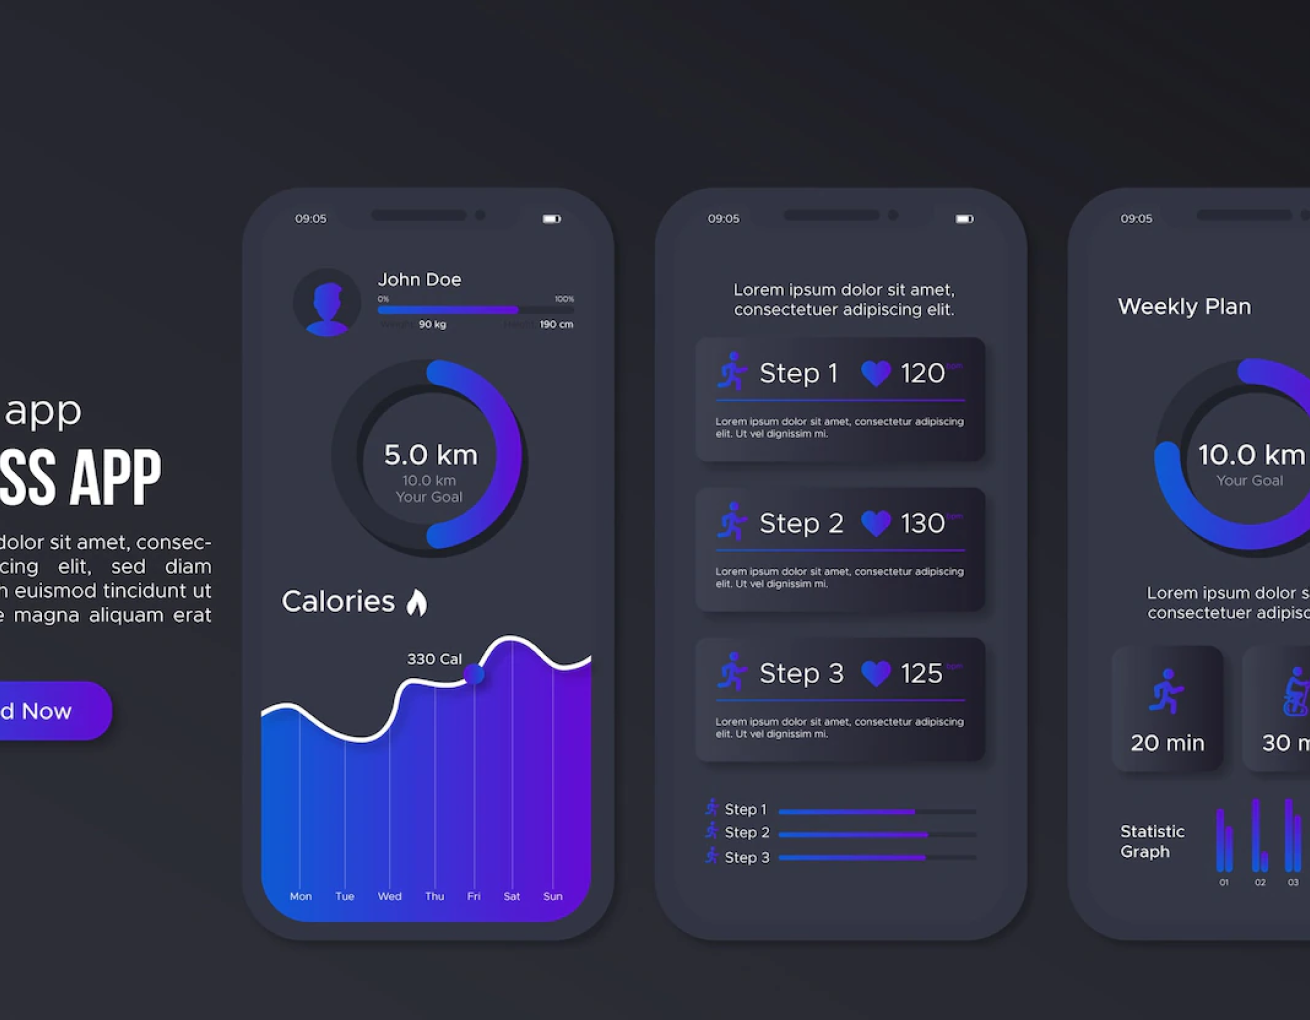 app
SS APP
dolor sit amet, consec-
cing elit, sed diam
euismod tincidunt ut
magna aliquam erat
Now
09:05
John Doe
0% 100%
90 kg 190 cm
5.0 km
10.0 km
Your Goal
Calories
330 Cal
Mon Tue Wed Thu Fri Sat Sun
09:05
Lorem ipsum dolor sit amet,
consectetuer adipiscing elit.
Step 1 120 bpm
Lorem ipsum dolor sit amet, consectetur adipiscing
elit. Ut vel dignissim mi.
Step 2 130 bpm
Lorem ipsum dolor sit amet, consectetur adipiscing
elit. Ut vel dignissim mi.
Step 3 125 bpm
Lorem ipsum dolor sit amet, consectetur adipiscing
elit. Ut vel dignissim mi.
Step 1
Step 2
Step 3
09:05
Weekly Plan
10.0 km
Your Goal
Lorem ipsum dolor s
consectetuer adipisc
20 min 30 m
Statistic
Graph
01 02 03